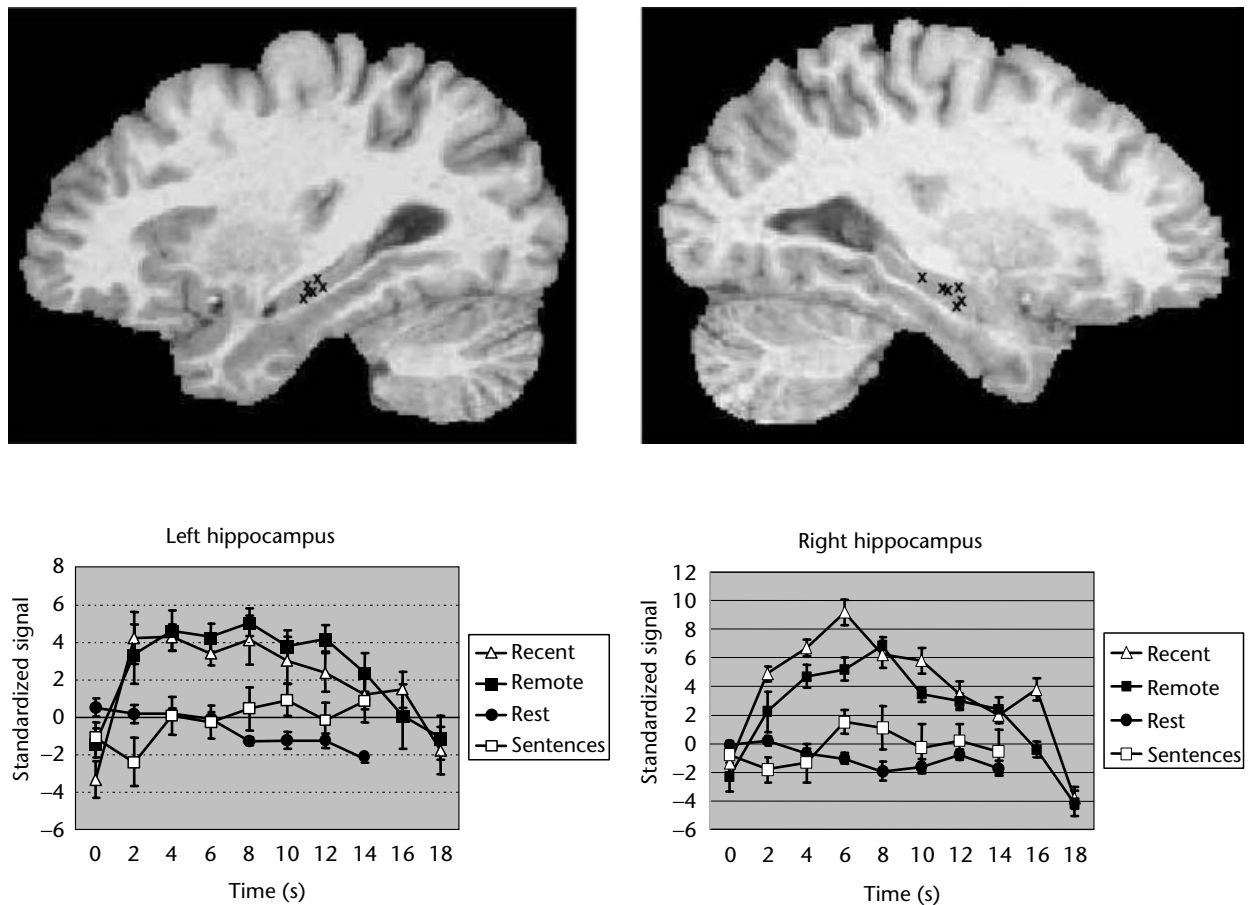 Left hippocampus
Standardized signal
8
6
4
2
0
−2
−4
−6
0 2 4 6 8 10 12 14 16 18
Time (s)
Recent
Remote
Rest
Sentences
Right hippocampus
Standardized signal
12
10
8
6
4
2
0
−2
−4
−6
0 2 4 6 8 10 12 14 16 18
Time (s)
Recent
Remote
Rest
Sentences